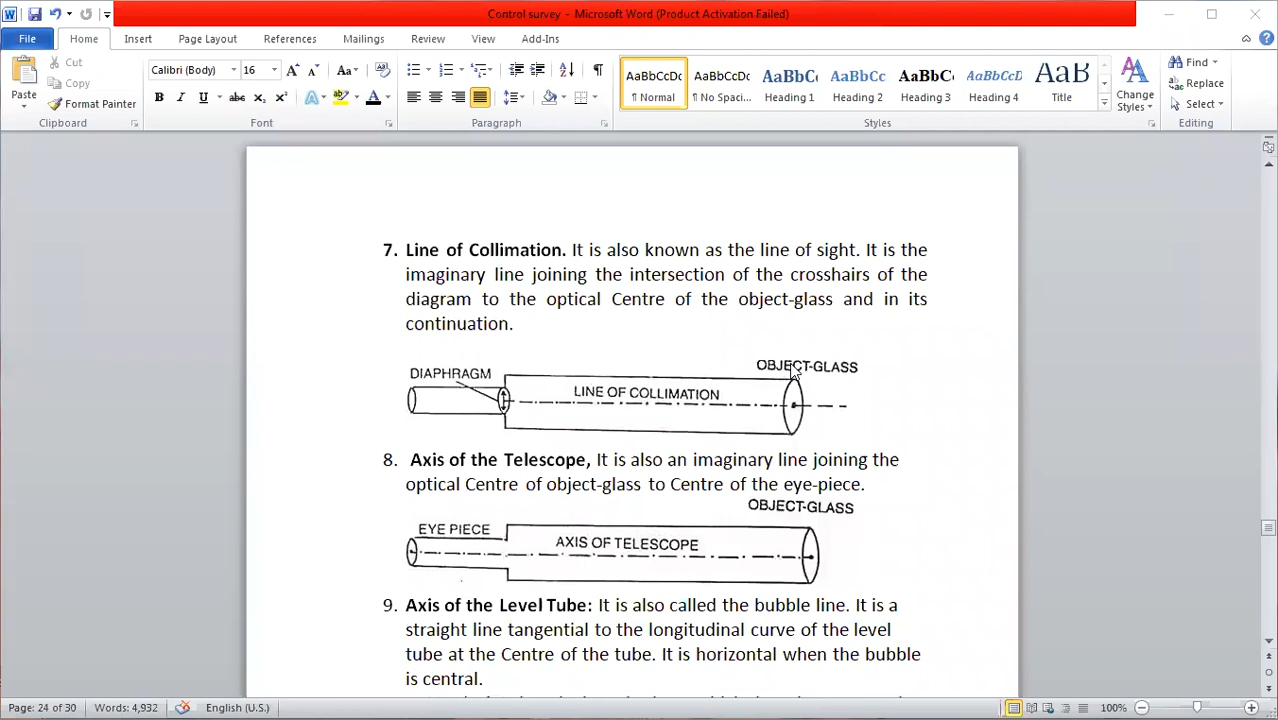 Control survey - Microsoft Word (Product Activation Failed)
File Home Insert Page Layout References Mailings Review View Add-Ins
Paste
Cut
Copy
Format Painter
Clipboard
Calibri (Body) 16
Font
Paragraph
AaBbCcDc AaBbCcDc AaBbC AaBbCc AaBbCc AaBbCcD AaB
¶ Normal ¶ No Spaci... Heading 1 Heading 2 Heading 3 Heading 4 Title
Change Styles
Styles
Find
Replace
Select
Editing
7. Line of Collimation. It is also known as the line of sight. It is the
imaginary line joining the intersection of the crosshairs of the
diagram to the optical Centre of the object-glass and in its
continuation.
DIAPHRAGM
OBJECT-GLASS
LINE OF COLLIMATION
8. Axis of the Telescope, It is also an imaginary line joining the
optical Centre of object-glass to Centre of the eye-piece.
OBJECT-GLASS
EYE PIECE
AXIS OF TELESCOPE
9. Axis of the Level Tube: It is also called the bubble line. It is a
straight line tangential to the longitudinal curve of the level
tube at the Centre of the tube. It is horizontal when the bubble
is central.
Page: 24 of 30 Words: 4,932 English (U.S.) 100%